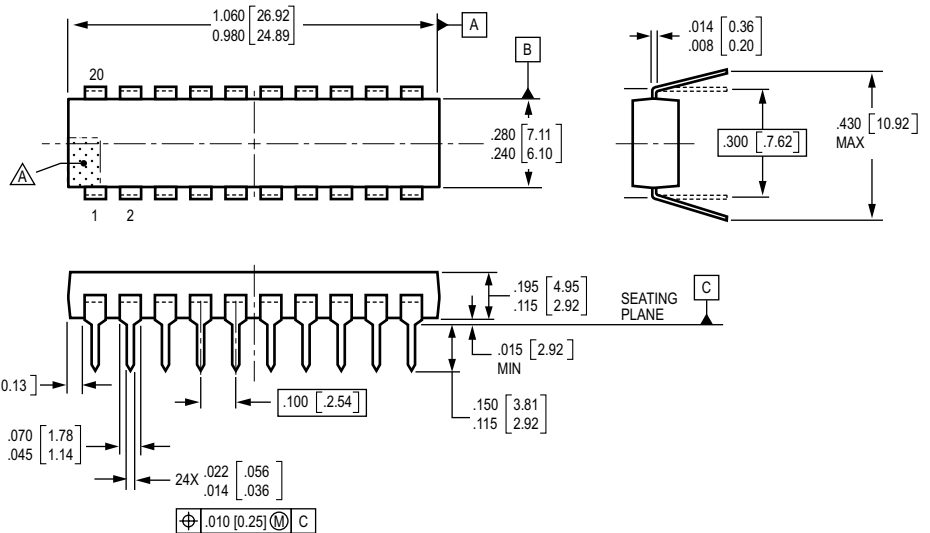 1.060 [26.92
0.980 24.89]
A
B
20
.280 [7.11
.240 6.10]
A
1 2
.014 [0.36
.008 0.20]
.300 [.7.62]
.430 [10.92]
MAX
.195 [4.95
.115 2.92]
SEATING
PLANE
C
.015 [2.92]
MIN
.150 [3.81
.115 2.92]
0.13]
.100 [.2.54]
.070 [1.78
.045 1.14]
24X .022 [.056
.014 .036]
⌖ .010 [0.25] Ⓜ C